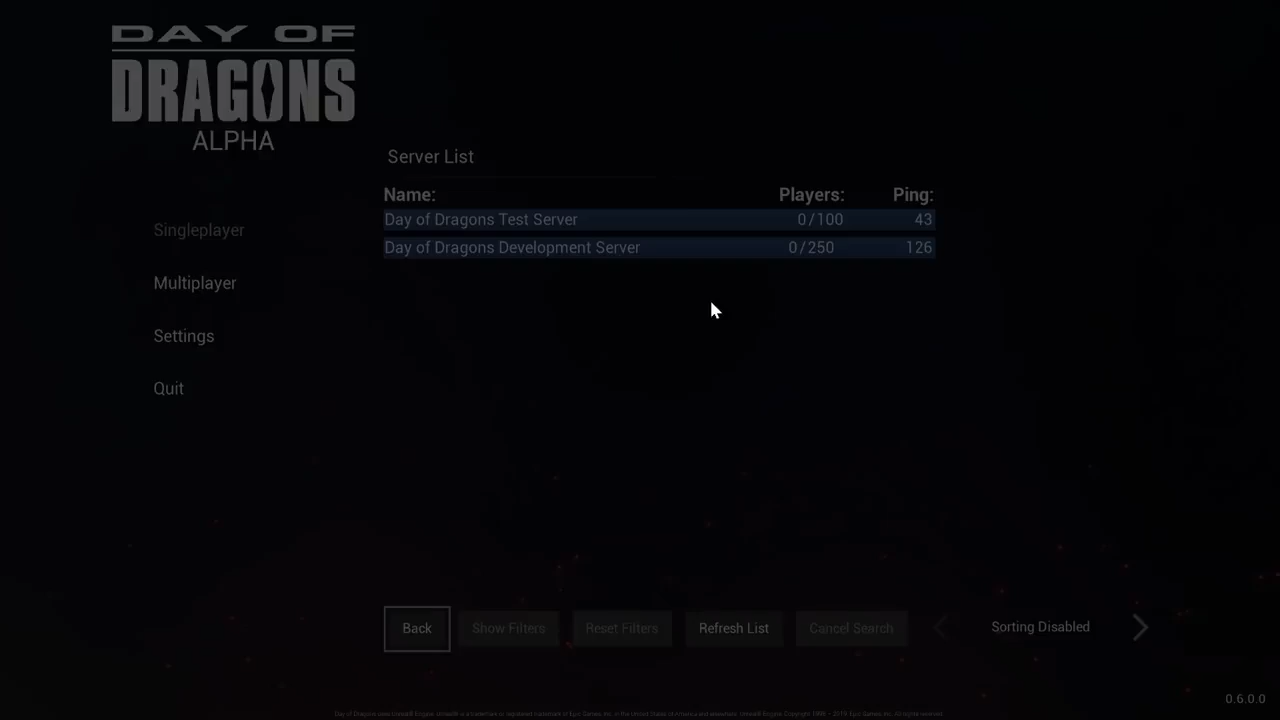 DAY OF
DRAGONS
ALPHA
Server List
Name: Players: Ping:
Day of Dragons Test Server 0/100 43
Day of Dragons Development Server 0/250 126
Singleplayer
Multiplayer
Settings
Quit
Back Show Filters Reset Filters Refresh List Cancel Search Sorting Disabled
0.6.0.0